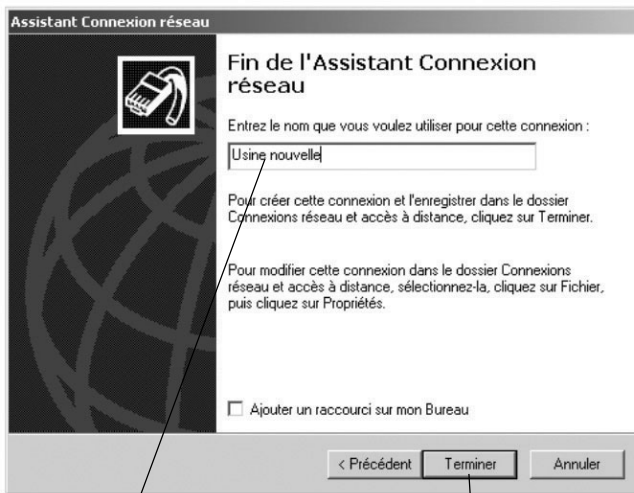 Assistant Connexion réseau
Fin de l'Assistant Connexion
réseau
Entrez le nom que vous voulez utiliser pour cette connexion :
Usine nouvelle
Pour créer cette connexion et l'enregistrer dans le dossier
Connexions réseau et accès à distance, cliquez sur Terminer.
Pour modifier cette connexion dans le dossier Connexions
réseau et accès à distance, sélectionnez-la, cliquez sur Fichier,
puis cliquez sur Propriétés.
Ajouter un raccourci sur mon Bureau
< Précédent Terminer Annuler